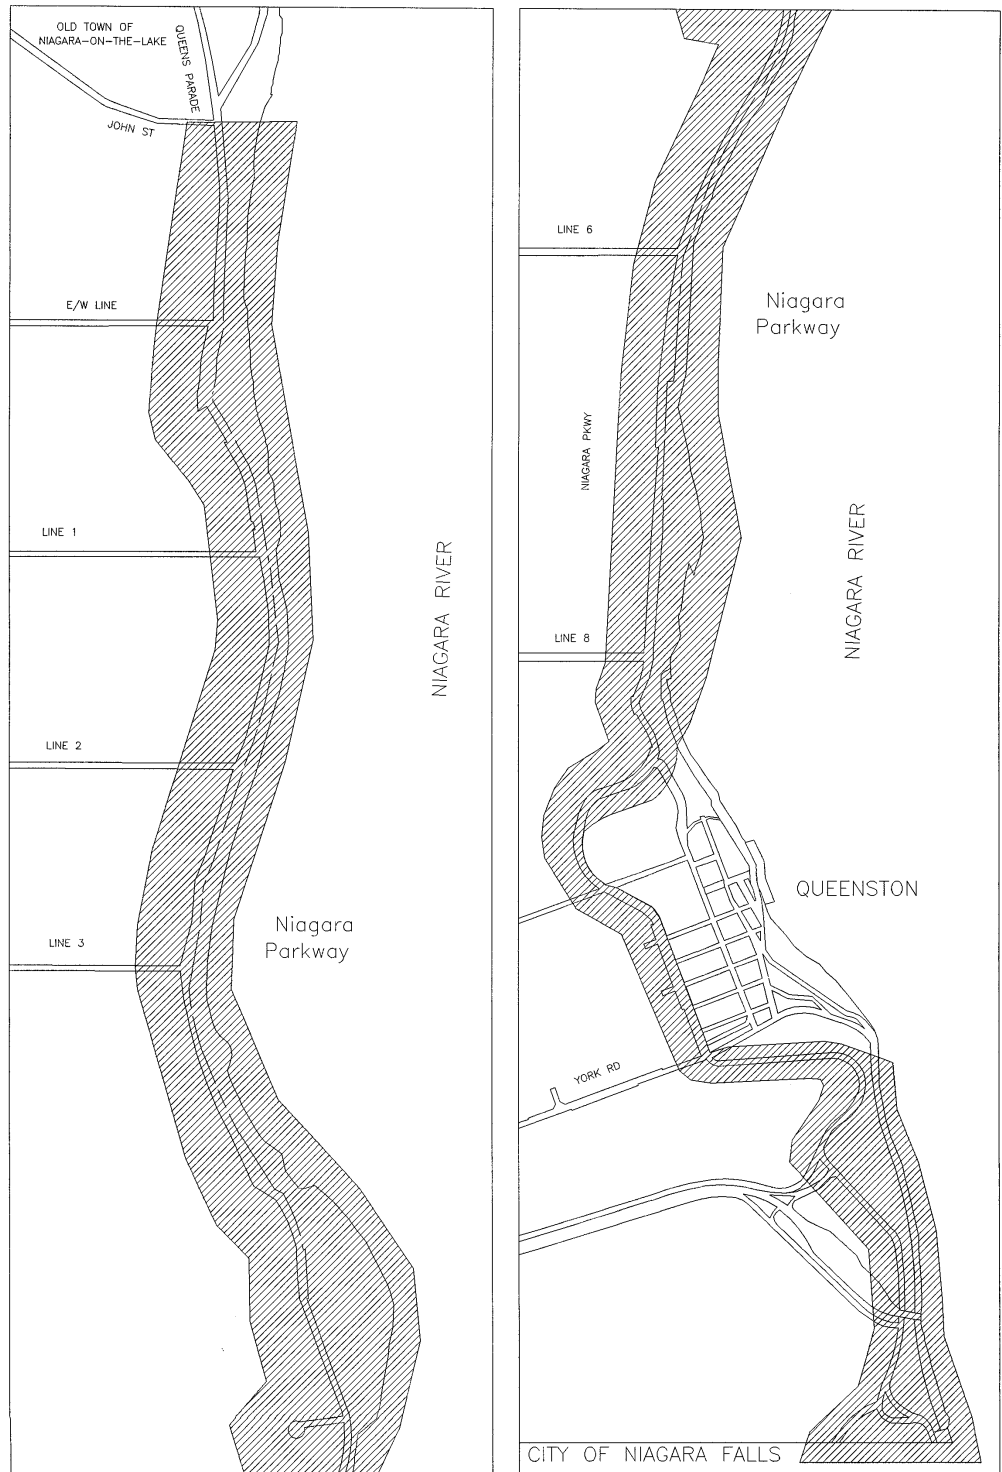 OLD TOWN OF
NIAGARA-ON-THE-LAKE
QUEENS PARADE
JOHN ST
E/W LINE
LINE 1
NIAGARA RIVER
LINE 2
Niagara
Parkway
LINE 3
LINE 6
Niagara
Parkway
NIAGARA PKWY
NIAGARA RIVER
LINE 8
QUEENSTON
YORK RD
CITY OF NIAGARA FALLS